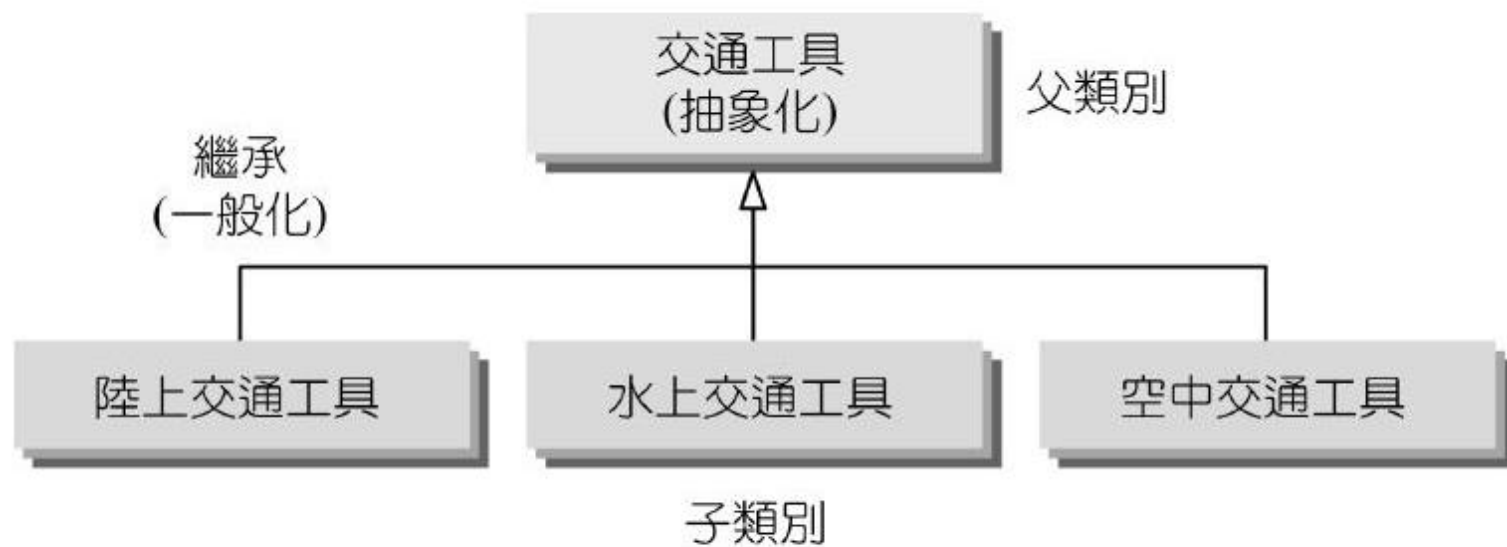 交通工具
(抽象化)
父類別
繼承
(一般化)
陸上交通工具
水上交通工具
空中交通工具
子類別